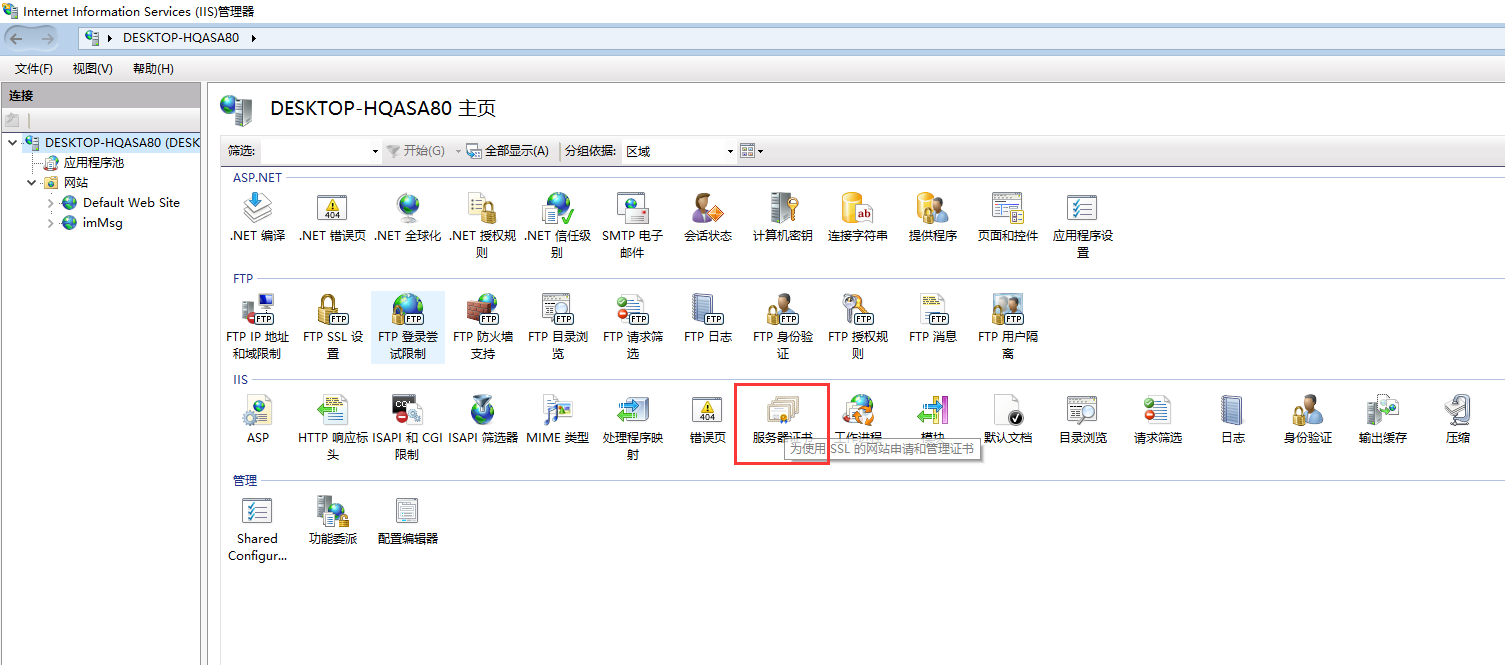 Internet Information Services (IIS)管理器
DESKTOP-HQASA80
文件(F) 视图(V) 帮助(H)
连接
DESKTOP-HQASA80 (DESK
应用程序池
网站
Default Web Site
imMsg
DESKTOP-HQASA80 主页
筛选: 开始(G) 全部显示(A) 分组依据: 区域
ASP.NET
.NET 编译 .NET 错误页 .NET 全球化 .NET 授权规则 .NET 信任级别 SMTP 电子邮件 会话状态 计算机密钥 连接字符串 提供程序 页面和控件 应用程序设置
FTP
FTP IP 地址和域限制 FTP SSL 设置 FTP 登录尝试限制 FTP 防火墙支持 FTP 目录浏览 FTP 请求筛选 FTP 日志 FTP 身份验证 FTP 授权规则 FTP 消息 FTP 用户隔离
IIS
ASP HTTP 响应标头 ISAPI 和 CGI 限制 ISAPI 筛选器 MIME 类型 处理程序映射 错误页 服务器证书 工作进程 模块 默认文档 目录浏览 请求筛选 日志 身份验证 输出缓存 压缩
为使用 SSL 的网站申请和管理证书
管理
Shared Configur... 功能委派 配置编辑器